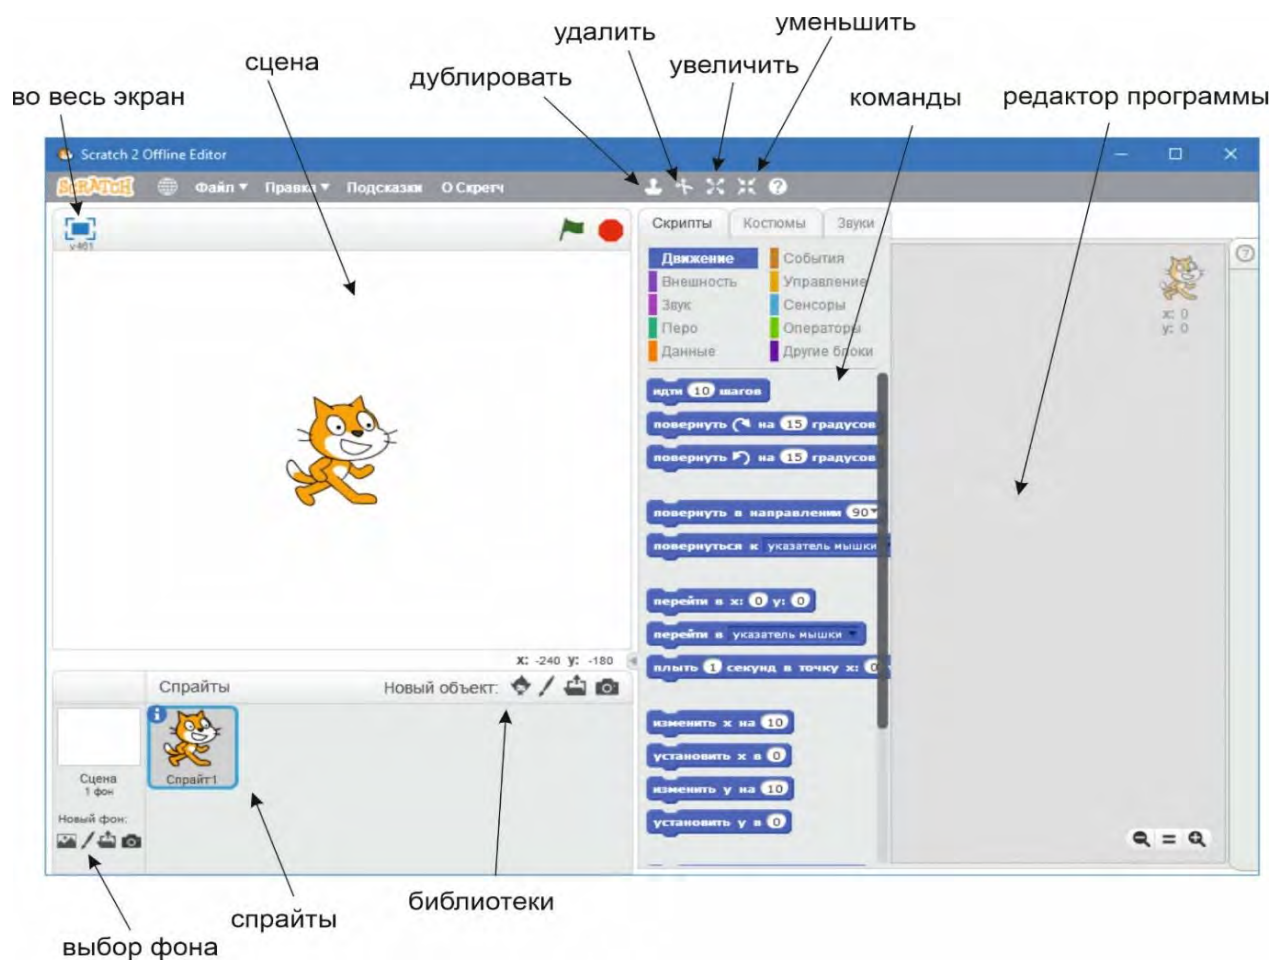 уменьшить
удалить
сцена
увеличить
дублировать
во весь экран
команды
редактор программы
Scratch 2 Offline Editor
SCRATCH
Файл
Правка
Подсказки
О Скретч
v461
Скрипты
Костюмы
Звуки
Движение
События
Внешность
Управление
Звук
Сенсоры
Перо
Операторы
Данные
Другие блоки
x: 0
y: 0
идти 10 шагов
повернуть на 15 градусов
повернуть на 15 градусов
повернуть в направлении 90
повернуться к указатель мышки
перейти в x: 0 y: 0
перейти в указатель мышки
плыть 1 секунд в точку x: 0
изменить x на 10
установить x в 0
изменить y на 10
установить y в 0
X: -240 y: -180
Спрайты
Новый объект:
Спрайт1
Сцена
1 фон
Новый фон:
библиотеки
спрайты
выбор фона